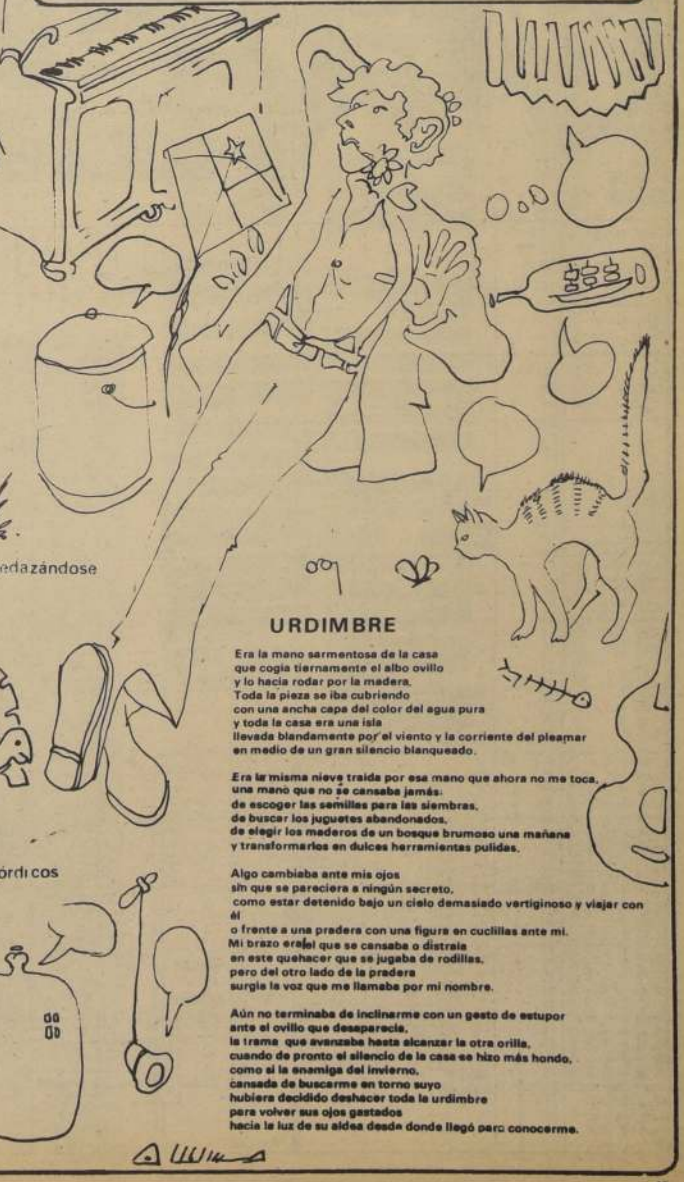 edazándose
órdicos
URDIMBRE
Era la mano sarmentosa de la casa
que cogía tiernamente el albo ovillo
y lo hacía rodar por la madera.
Toda la pieza se iba cubriendo
con una ancha capa del color del agua pura
y toda la casa era una isla
llevada blandamente por el viento y la corriente del pleamar
en medio de un gran silencio blanqueado.
Era la misma nieve traída por esa mano que ahora no me toca,
una mano que no se cansaba jamás:
de escoger las semillas para las siembras,
de buscar los juguetes abandonados,
de elegir los maderos de un bosque brumoso una mañana
y transformarlos en dulces herramientas pulidas.
Algo cambiaba ante mis ojos
sin que se pareciera a ningún secreto,
como estar detenido bajo un cielo demasiado vertiginoso y viajar con
él
o frente a una pradera con una figura en cuclillas ante mí.
Mi brazo era el que se cansaba o distraía
en este quehacer que se jugaba de rodillas,
pero del otro lado de la pradera
surgía la voz que me llamaba por mi nombre.
Aún no terminaba de inclinarme con un gesto de estupor
ante el ovillo que desaparecía,
la trama que avanzaba hasta alcanzar la otra orilla,
cuando de pronto el silencio de la casa se hizo más hondo,
como si la enamiga del invierno,
cansada de buscarme en torno suyo
hubiera decidido deshacer toda la urdimbre
para volver sus ojos gastados
hacia la luz de su aldea desde donde llegó para conocerme.